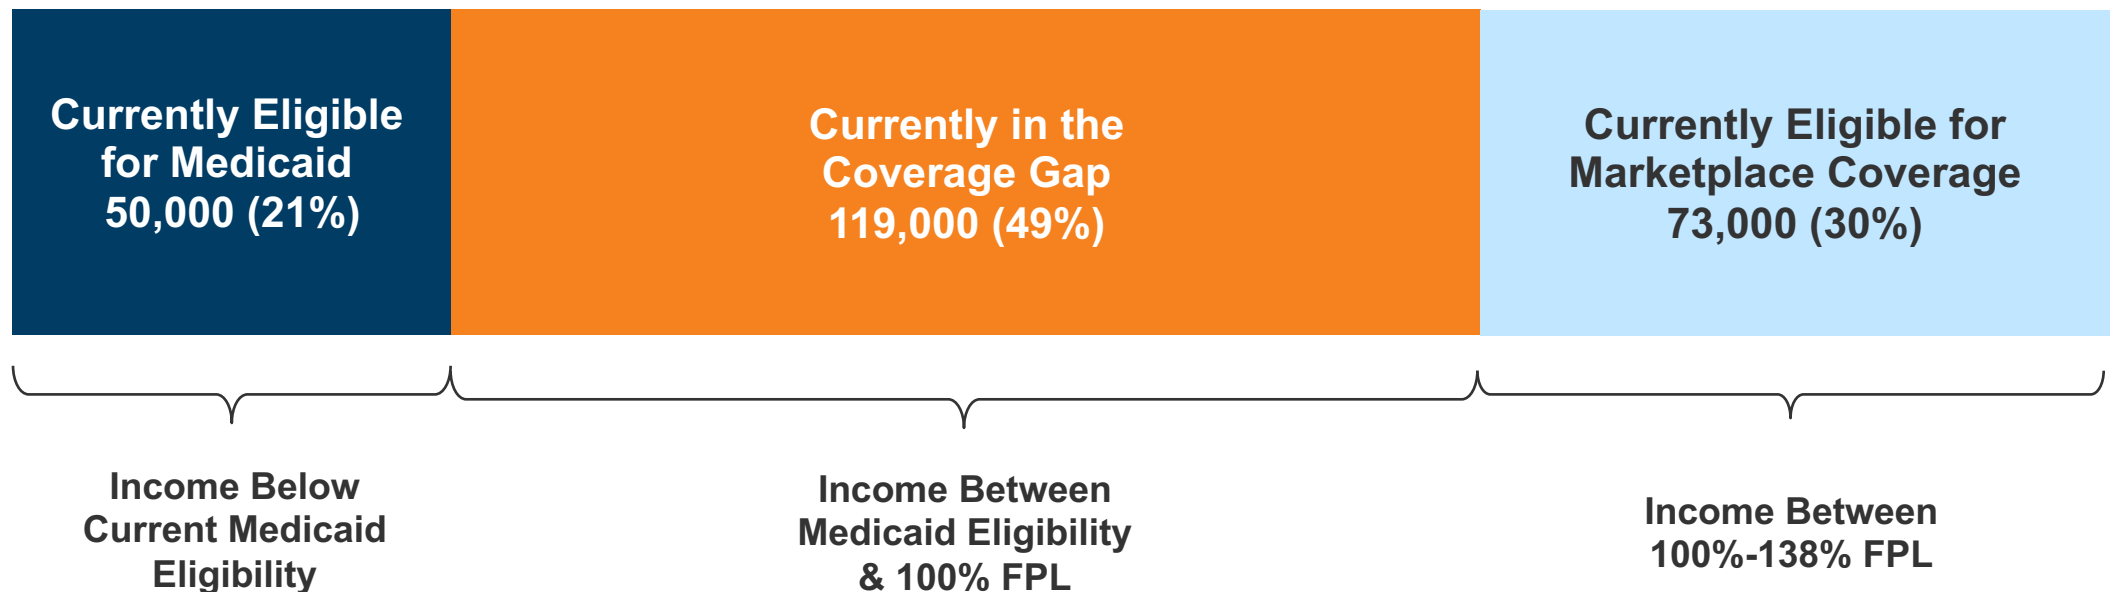 Currently Eligible
for Medicaid
50,000 (21%)
Currently in the
Coverage Gap
119,000 (49%)
Currently Eligible for
Marketplace Coverage
73,000 (30%)
Income Below
Current Medicaid
Eligibility
Income Between
Medicaid Eligibility
& 100% FPL
Income Between
100%-138% FPL